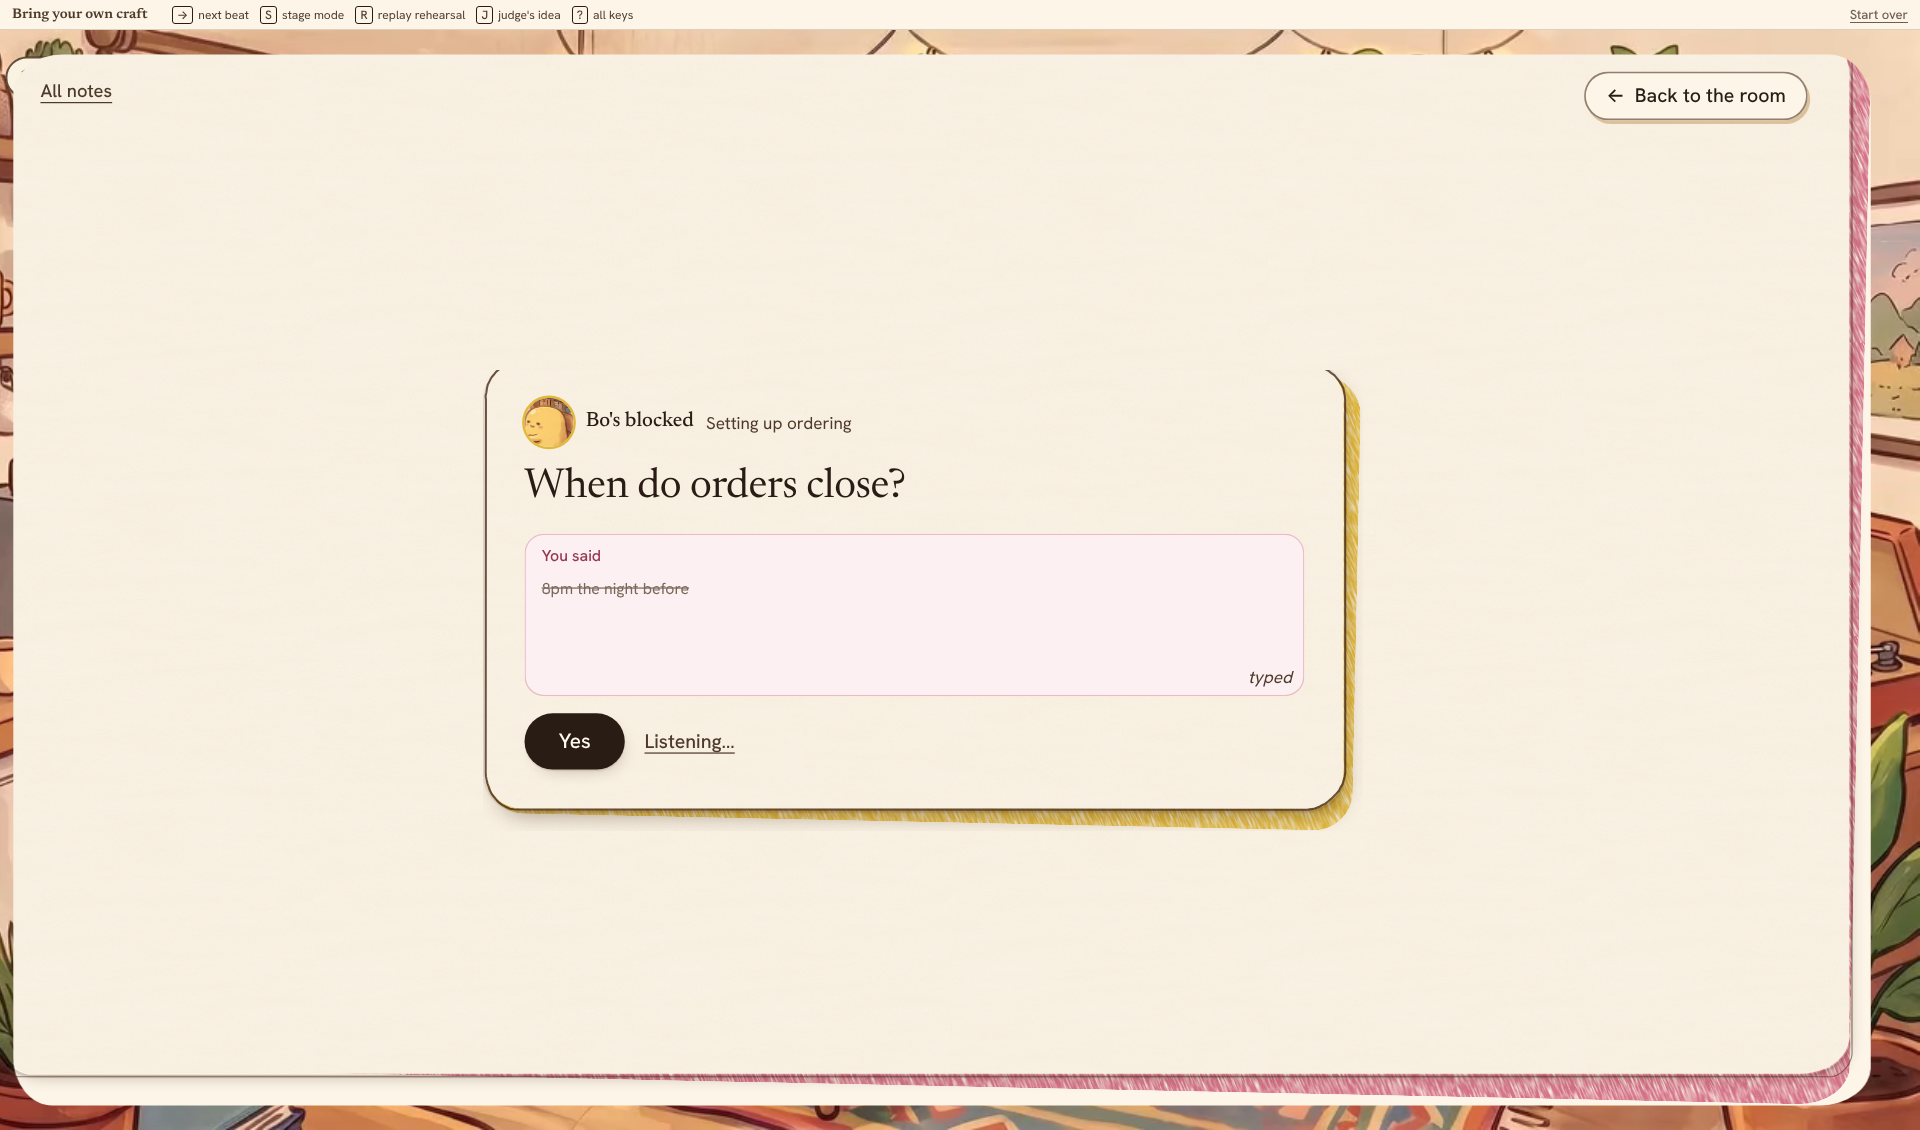 Bring your own craft → next beat S stage mode R replay rehearsal J judge's idea ? all keys Start over
All notes
← Back to the room
Bo's blocked Setting up ordering
When do orders close?
You said
8pm the night before
typed
Yes Listening...